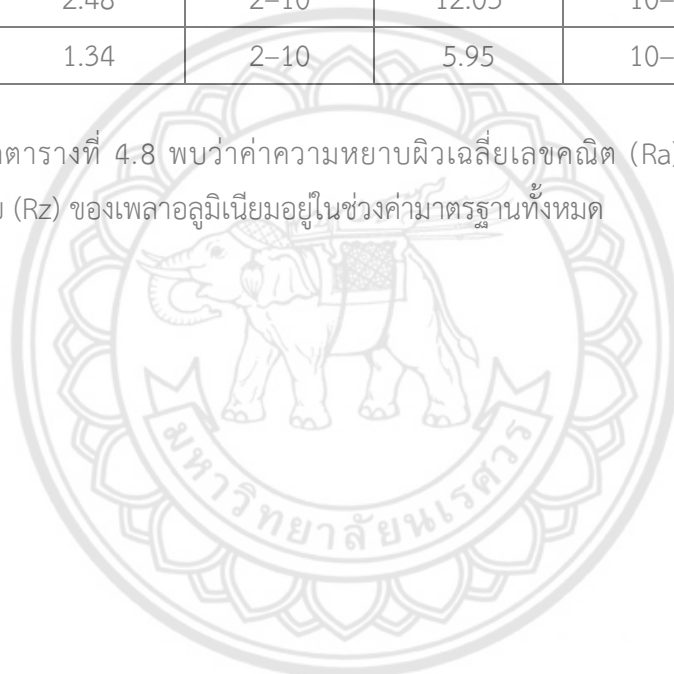 2.48 2–10 12.05 10–
1.34 2–10 5.95 10–
ตารางที่ 4.8 พบว่าค่าความหยาบผิวเฉลี่ยเลขคณิต (Ra)
(Rz) ของเพลาอลูมิเนียมอยู่ในช่วงค่ามาตรฐานทั้งหมด
มหาวิทยาลัยนเรศวร